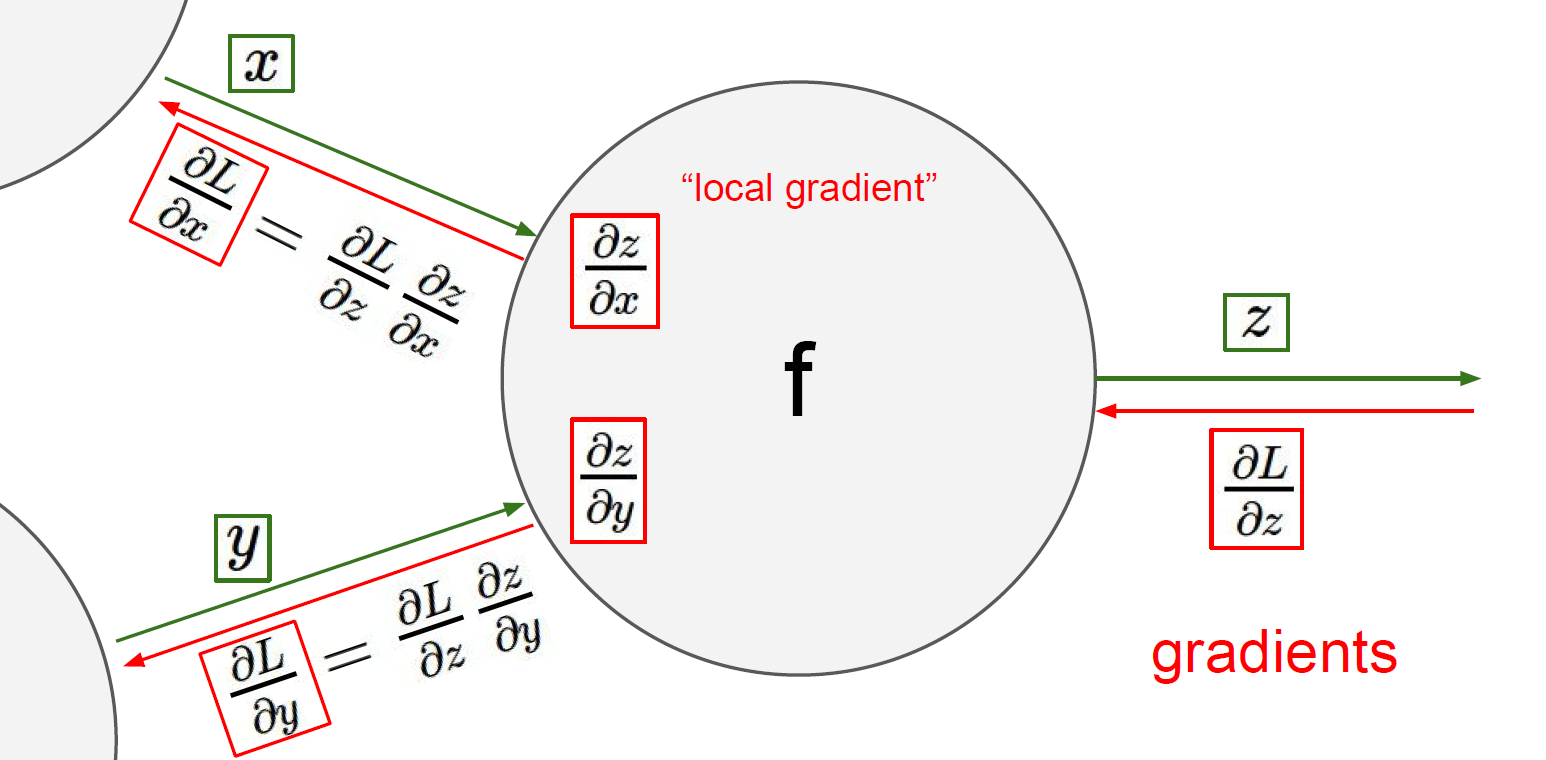 x
∂L/∂x = ∂L/∂z ∂z/∂x
“local gradient”
∂z/∂x
f
z
∂L/∂z
∂z/∂y
y
∂L/∂y = ∂L/∂z ∂z/∂y
gradients